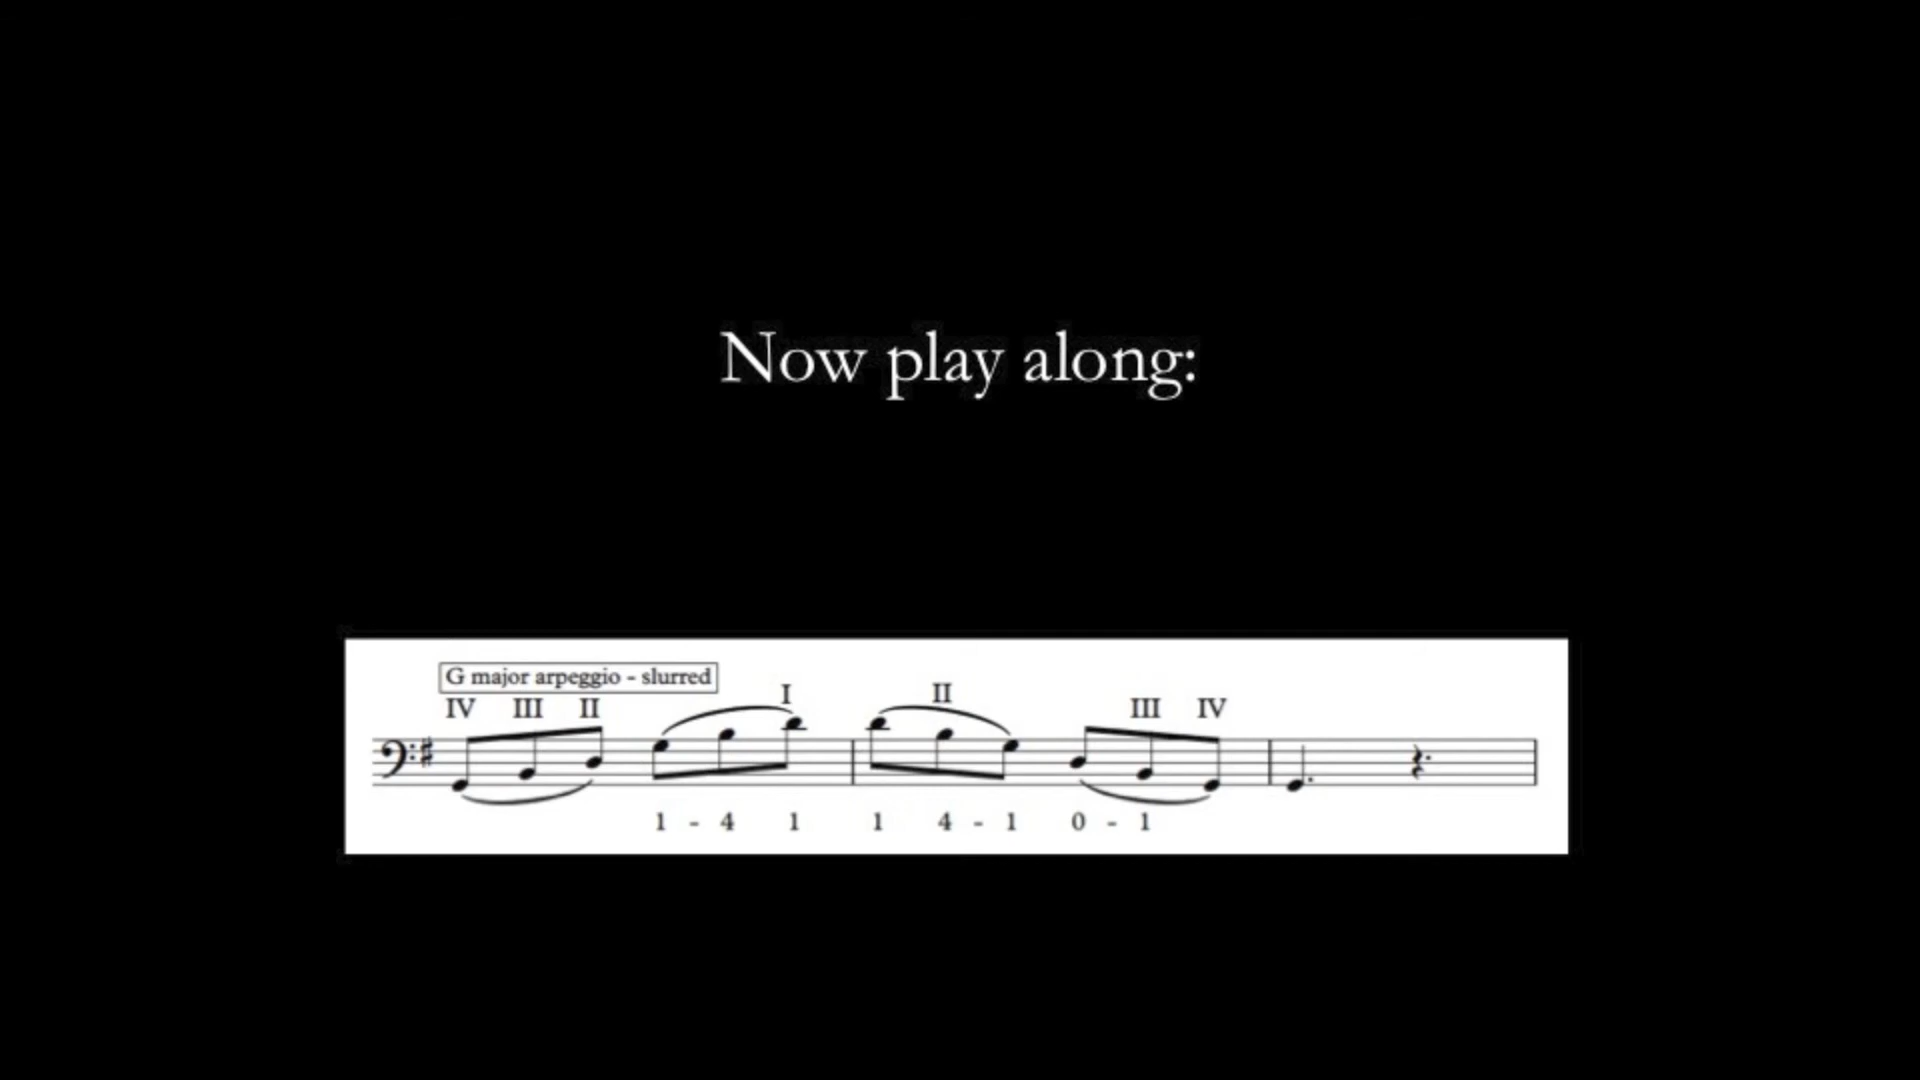 Now play along:
G major arpeggio - slurred
IV III II I II III IV
1 - 4 1 1 4 - 1 0 - 1